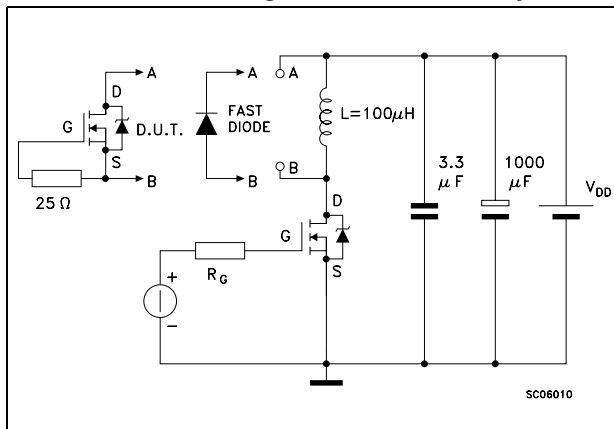 A
A
A
D
G
D.U.T.
FAST
DIODE
L=100μH
S
B
B
B
25 Ω
3.3
μF
1000
μF
V_DD
D
G
S
R_G
+
-
SC06010